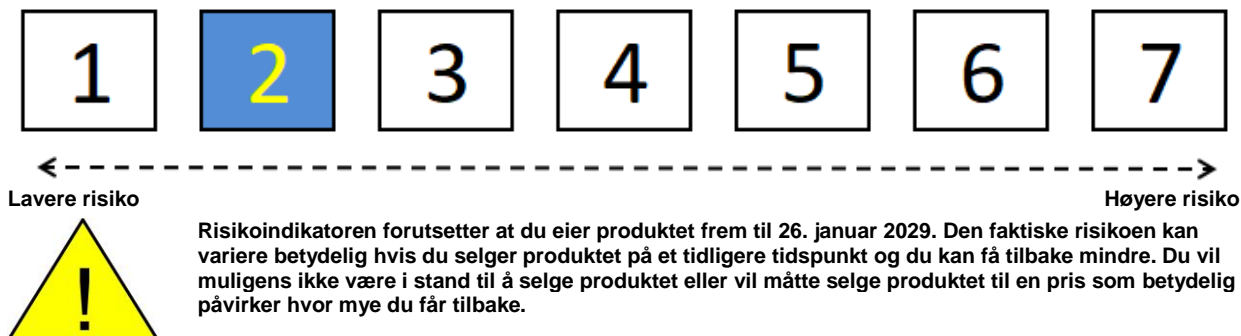 1 2 3 4 5 6 7
Lavere risiko Høyere risiko
!
Risikoindikatoren forutsetter at du eier produktet frem til 26. januar 2029. Den faktiske risikoen kan
variere betydelig hvis du selger produktet på et tidligere tidspunkt og du kan få tilbake mindre. Du vil
muligens ikke være i stand til å selge produktet eller vil måtte selge produktet til en pris som betydelig
påvirker hvor mye du får tilbake.